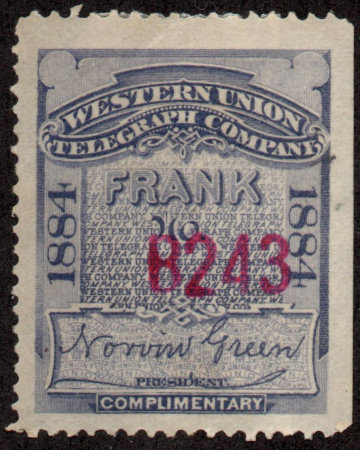 WESTERN UNION
TELEGRAPH COMPANY
FRANK
No
B243
1884
1884
Norvin Green
PRESIDENT.
COMPLIMENTARY